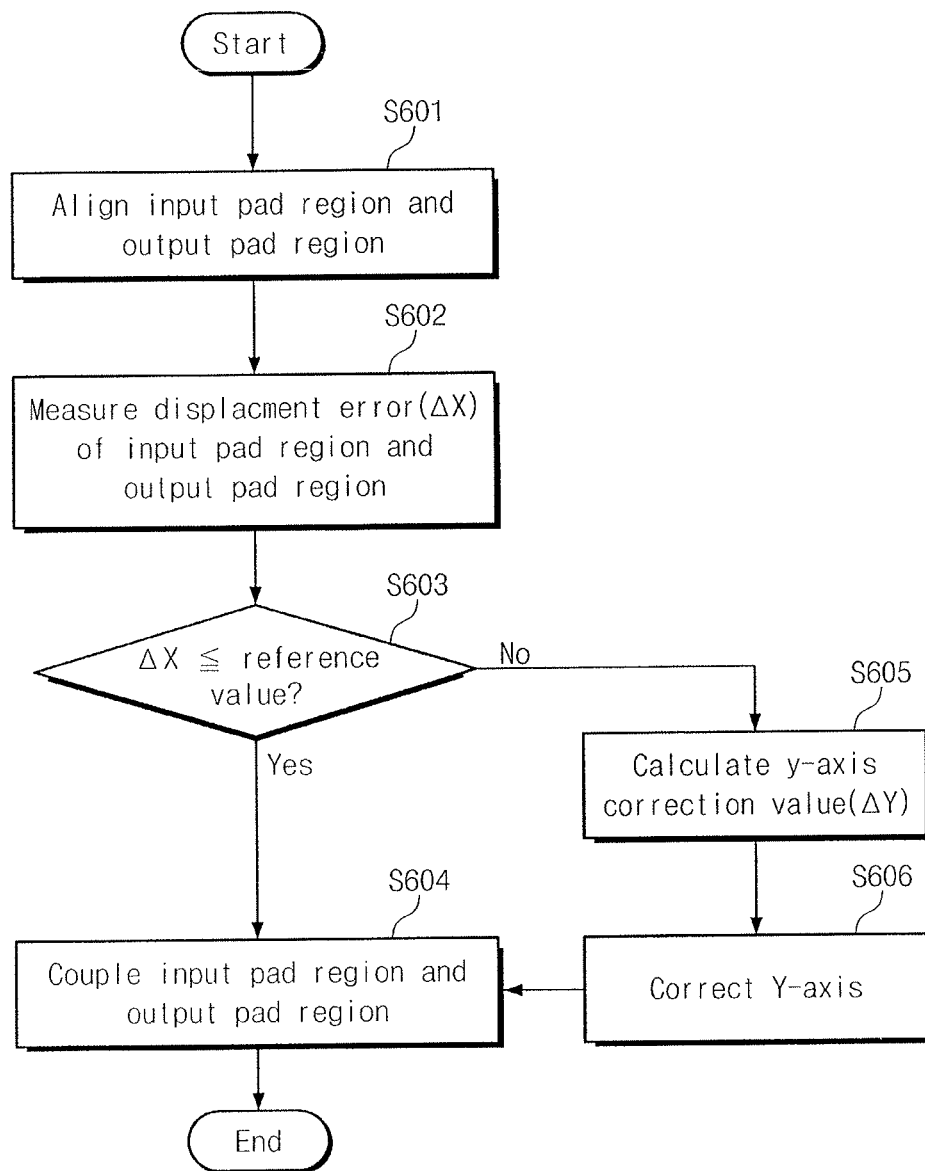 Start
S601
Align input pad region and
output pad region
S602
Measure displacment error(ΔX)
of input pad region and
output pad region
S603
ΔX ≦ reference
value?
No
Yes
S605
Calculate y-axis
correction value(ΔY)
S606
Correct Y-axis
S604
Couple input pad region and
output pad region
End